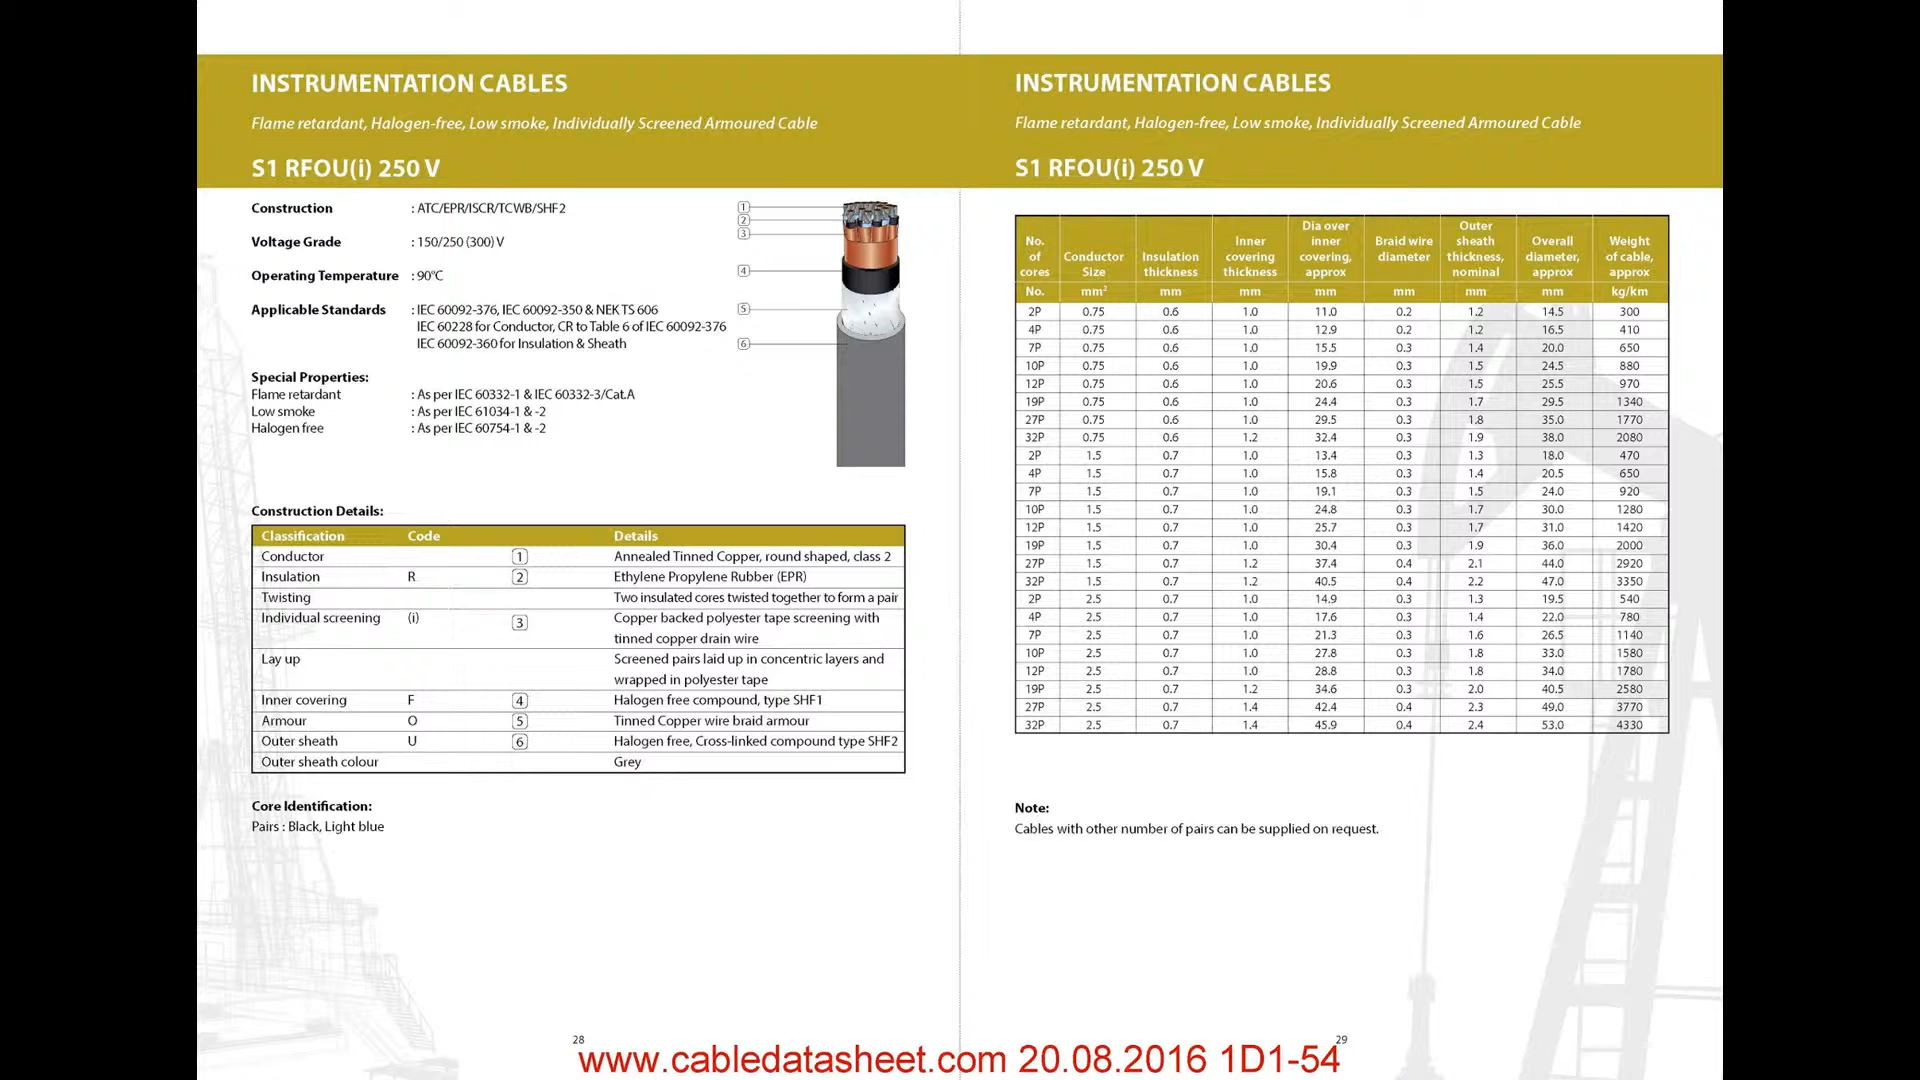 INSTRUMENTATION CABLES
Flame retardant, Halogen-free, Low smoke, Individually Screened Armoured Cable
S1 RFOU(i) 250 V
Construction : ATC/EPR/ISCR/TCWB/SHF2
Voltage Grade : 150/250 (300) V
Operating Temperature : 90°C
Applicable Standards : IEC 60092-376, IEC 60092-350 & NEK TS 606
IEC 60228 for Conductor, CR to Table 6 of IEC 60092-376
IEC 60092-360 for Insulation & Sheath
Special Properties:
Flame retardant : As per IEC 60332-1 & IEC 60332-3/Cat.A
Low smoke : As per IEC 61034-1 & -2
Halogen free : As per IEC 60754-1 & -2
1
2
3
4
5
6
Construction Details:
Classification Code Details
Conductor 1 Annealed Tinned Copper, round shaped, class 2
Insulation R 2 Ethylene Propylene Rubber (EPR)
Twisting Two insulated cores twisted together to form a pair
Individual screening (i) 3 Copper backed polyester tape screening with
tinned copper drain wire
Lay up Screened pairs laid up in concentric layers and
wrapped in polyester tape
Inner covering F 4 Halogen free compound, type SHF1
Armour O 5 Tinned Copper wire braid armour
Outer sheath U 6 Halogen free, Cross-linked compound type SHF2
Outer sheath colour Grey
Core Identification:
Pairs : Black, Light blue
28
INSTRUMENTATION CABLES
Flame retardant, Halogen-free, Low smoke, Individually Screened Armoured Cable
S1 RFOU(i) 250 V
No. of cores Conductor Size Insulation thickness Inner covering thickness Dia over inner covering, approx Braid wire diameter Outer sheath thickness, nominal Overall diameter, approx Weight of cable, approx
No. mm² mm mm mm mm mm mm kg/km
2P 0.75 0.6 1.0 11.0 0.2 1.2 14.5 300
4P 0.75 0.6 1.0 12.9 0.2 1.2 16.5 410
7P 0.75 0.6 1.0 15.5 0.3 1.4 20.0 650
10P 0.75 0.6 1.0 19.9 0.3 1.5 24.5 880
12P 0.75 0.6 1.0 20.6 0.3 1.5 25.5 970
19P 0.75 0.6 1.0 24.4 0.3 1.7 29.5 1340
27P 0.75 0.6 1.0 29.5 0.3 1.8 35.0 1770
32P 0.75 0.6 1.2 32.4 0.3 1.9 38.0 2080
2P 1.5 0.7 1.0 13.4 0.3 1.3 18.0 470
4P 1.5 0.7 1.0 15.8 0.3 1.4 20.5 650
7P 1.5 0.7 1.0 19.1 0.3 1.5 24.0 920
10P 1.5 0.7 1.0 24.8 0.3 1.7 30.0 1280
12P 1.5 0.7 1.0 25.7 0.3 1.7 31.0 1420
19P 1.5 0.7 1.0 30.4 0.3 1.9 36.0 2000
27P 1.5 0.7 1.2 37.4 0.4 2.1 44.0 2920
32P 1.5 0.7 1.2 40.5 0.4 2.2 47.0 3350
2P 2.5 0.7 1.0 14.9 0.3 1.3 19.5 540
4P 2.5 0.7 1.0 17.6 0.3 1.4 22.0 780
7P 2.5 0.7 1.0 21.3 0.3 1.6 26.5 1140
10P 2.5 0.7 1.0 27.8 0.3 1.8 33.0 1580
12P 2.5 0.7 1.0 28.8 0.3 1.8 34.0 1780
19P 2.5 0.7 1.2 34.6 0.3 2.0 40.5 2580
27P 2.5 0.7 1.4 42.4 0.4 2.3 49.0 3770
32P 2.5 0.7 1.4 45.9 0.4 2.4 53.0 4330
Note:
Cables with other number of pairs can be supplied on request.
29
www.cabledatasheet.com 20.08.2016 1D1-54